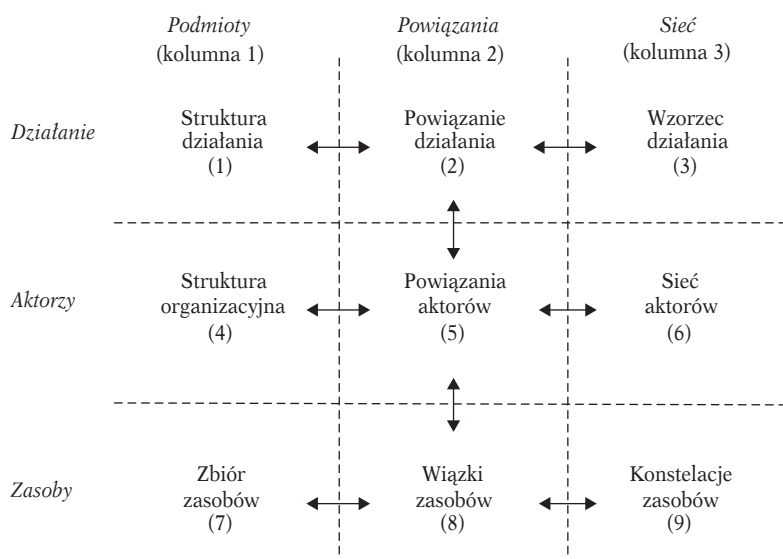 Podmioty Powiązania Sieć
(kolumna 1) (kolumna 2) (kolumna 3)
Struktura Powiązanie Wzorzec
Działanie działania działania działania
(1) (2) (3)
Struktura Powiązania Sieć
Aktorzy organizacyjna aktorów aktorów
(4) (5) (6)
Zbiór Wiązki Konstelacje
Zasoby zasobów zasobów zasobów
(7) (8) (9)